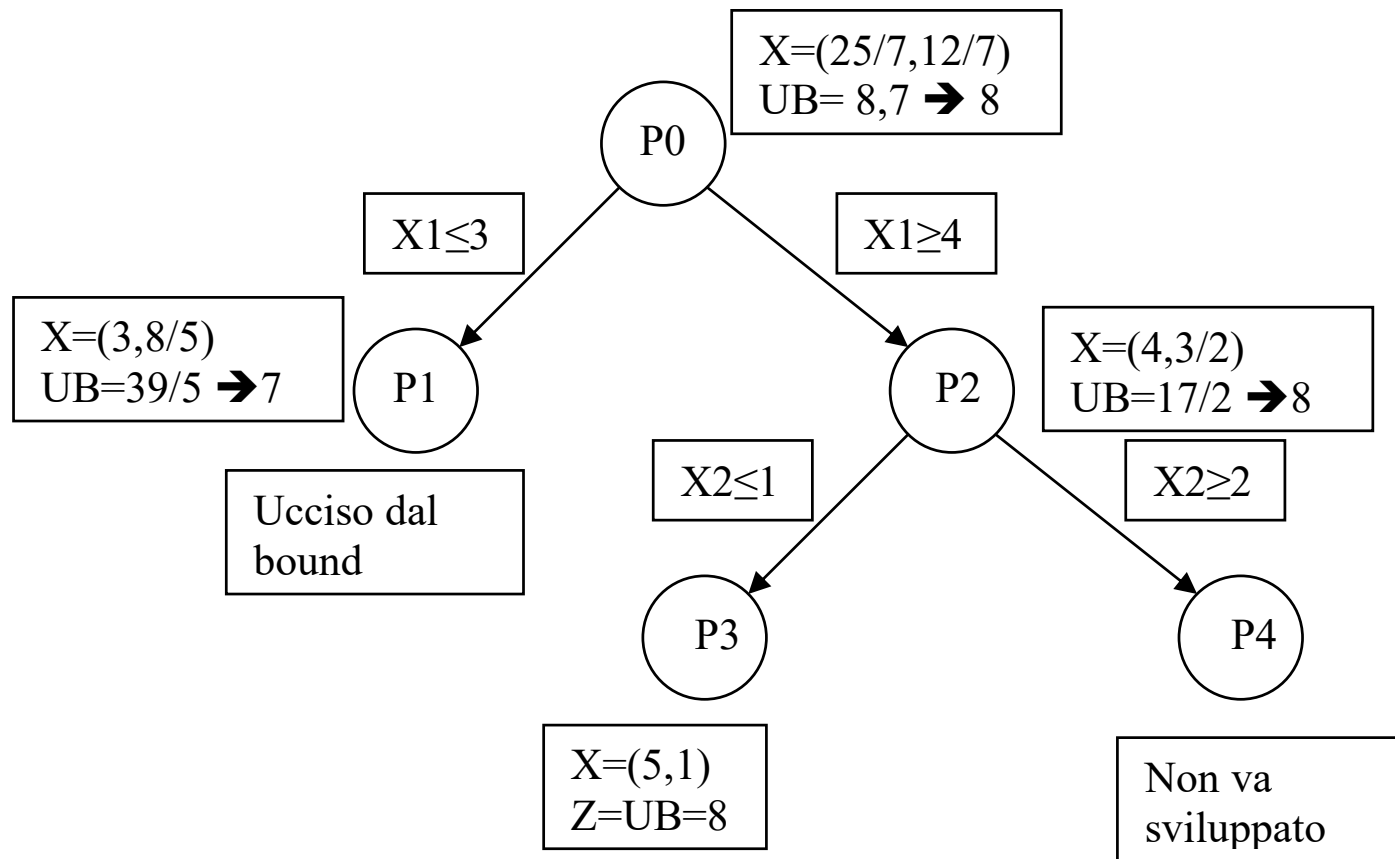 X=(25/7,12/7)
UB= 8,7 ➔ 8
P0
X1≤3
X1≥4
X=(3,8/5)
UB=39/5 ➔7
P1
P2
X=(4,3/2)
UB=17/2 ➔8
Ucciso dal
bound
X2≤1
X2≥2
P3
P4
X=(5,1)
Z=UB=8
Non va
sviluppato